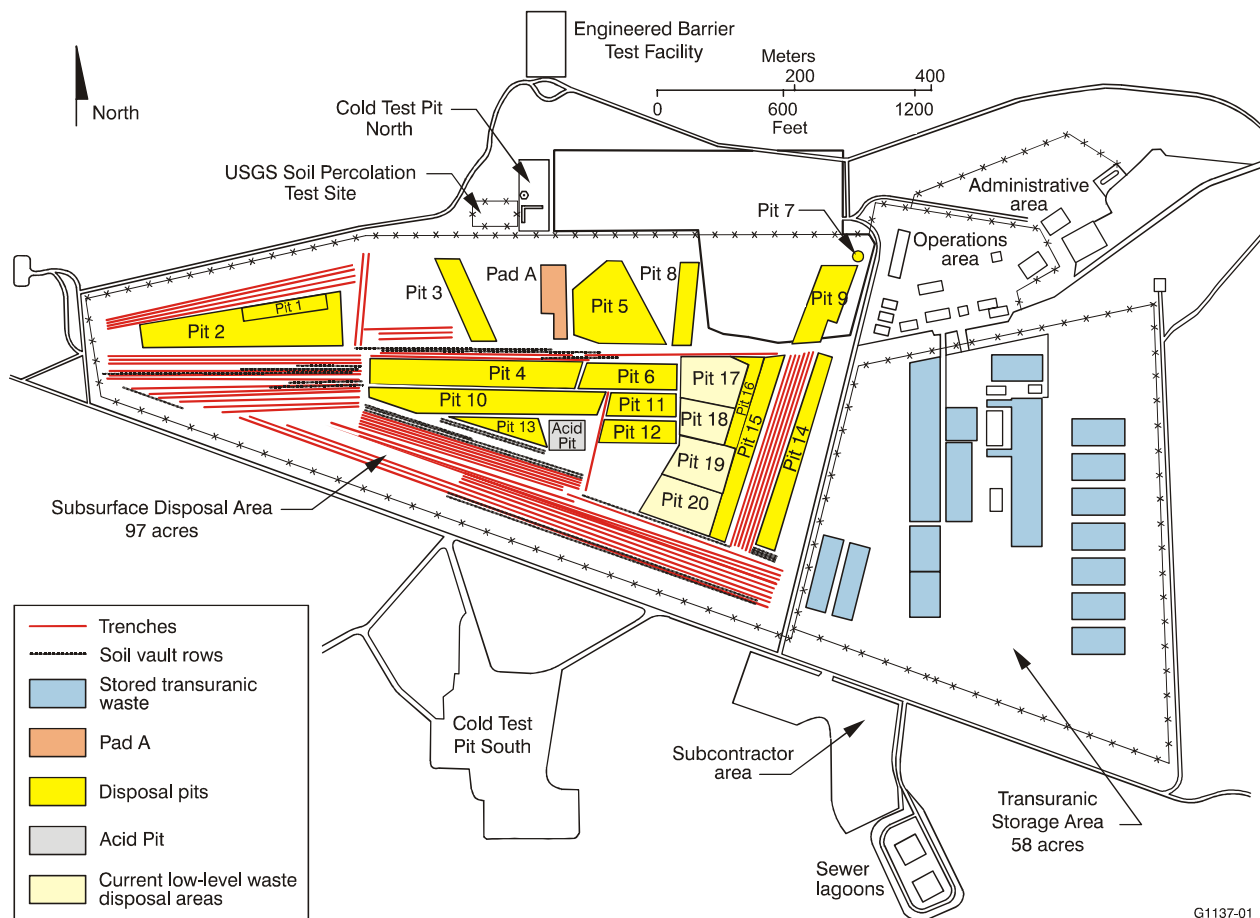 Engineered Barrier
Test Facility
Meters
200 400
0 600 1200
Feet
North
Cold Test Pit
North
USGS Soil Percolation
Test Site
Administrative
area
Pit 7
Operations
area
Pit 3
Pad A
Pit 5
Pit 8
Pit 9
Pit 1
Pit 2
Pit 4
Pit 6
Pit 17
Pit 16
Pit 10
Pit 11
Pit 18
Pit 15
Pit 14
Pit 13
Acid
Pit
Pit 12
Pit 19
Pit 20
Subsurface Disposal Area
97 acres
Trenches
Soil vault rows
Stored transuranic
waste
Pad A
Disposal pits
Acid Pit
Current low-level waste
disposal areas
Cold Test
Pit South
Subcontractor
area
Transuranic
Storage Area
58 acres
Sewer
lagoons
G1137-01